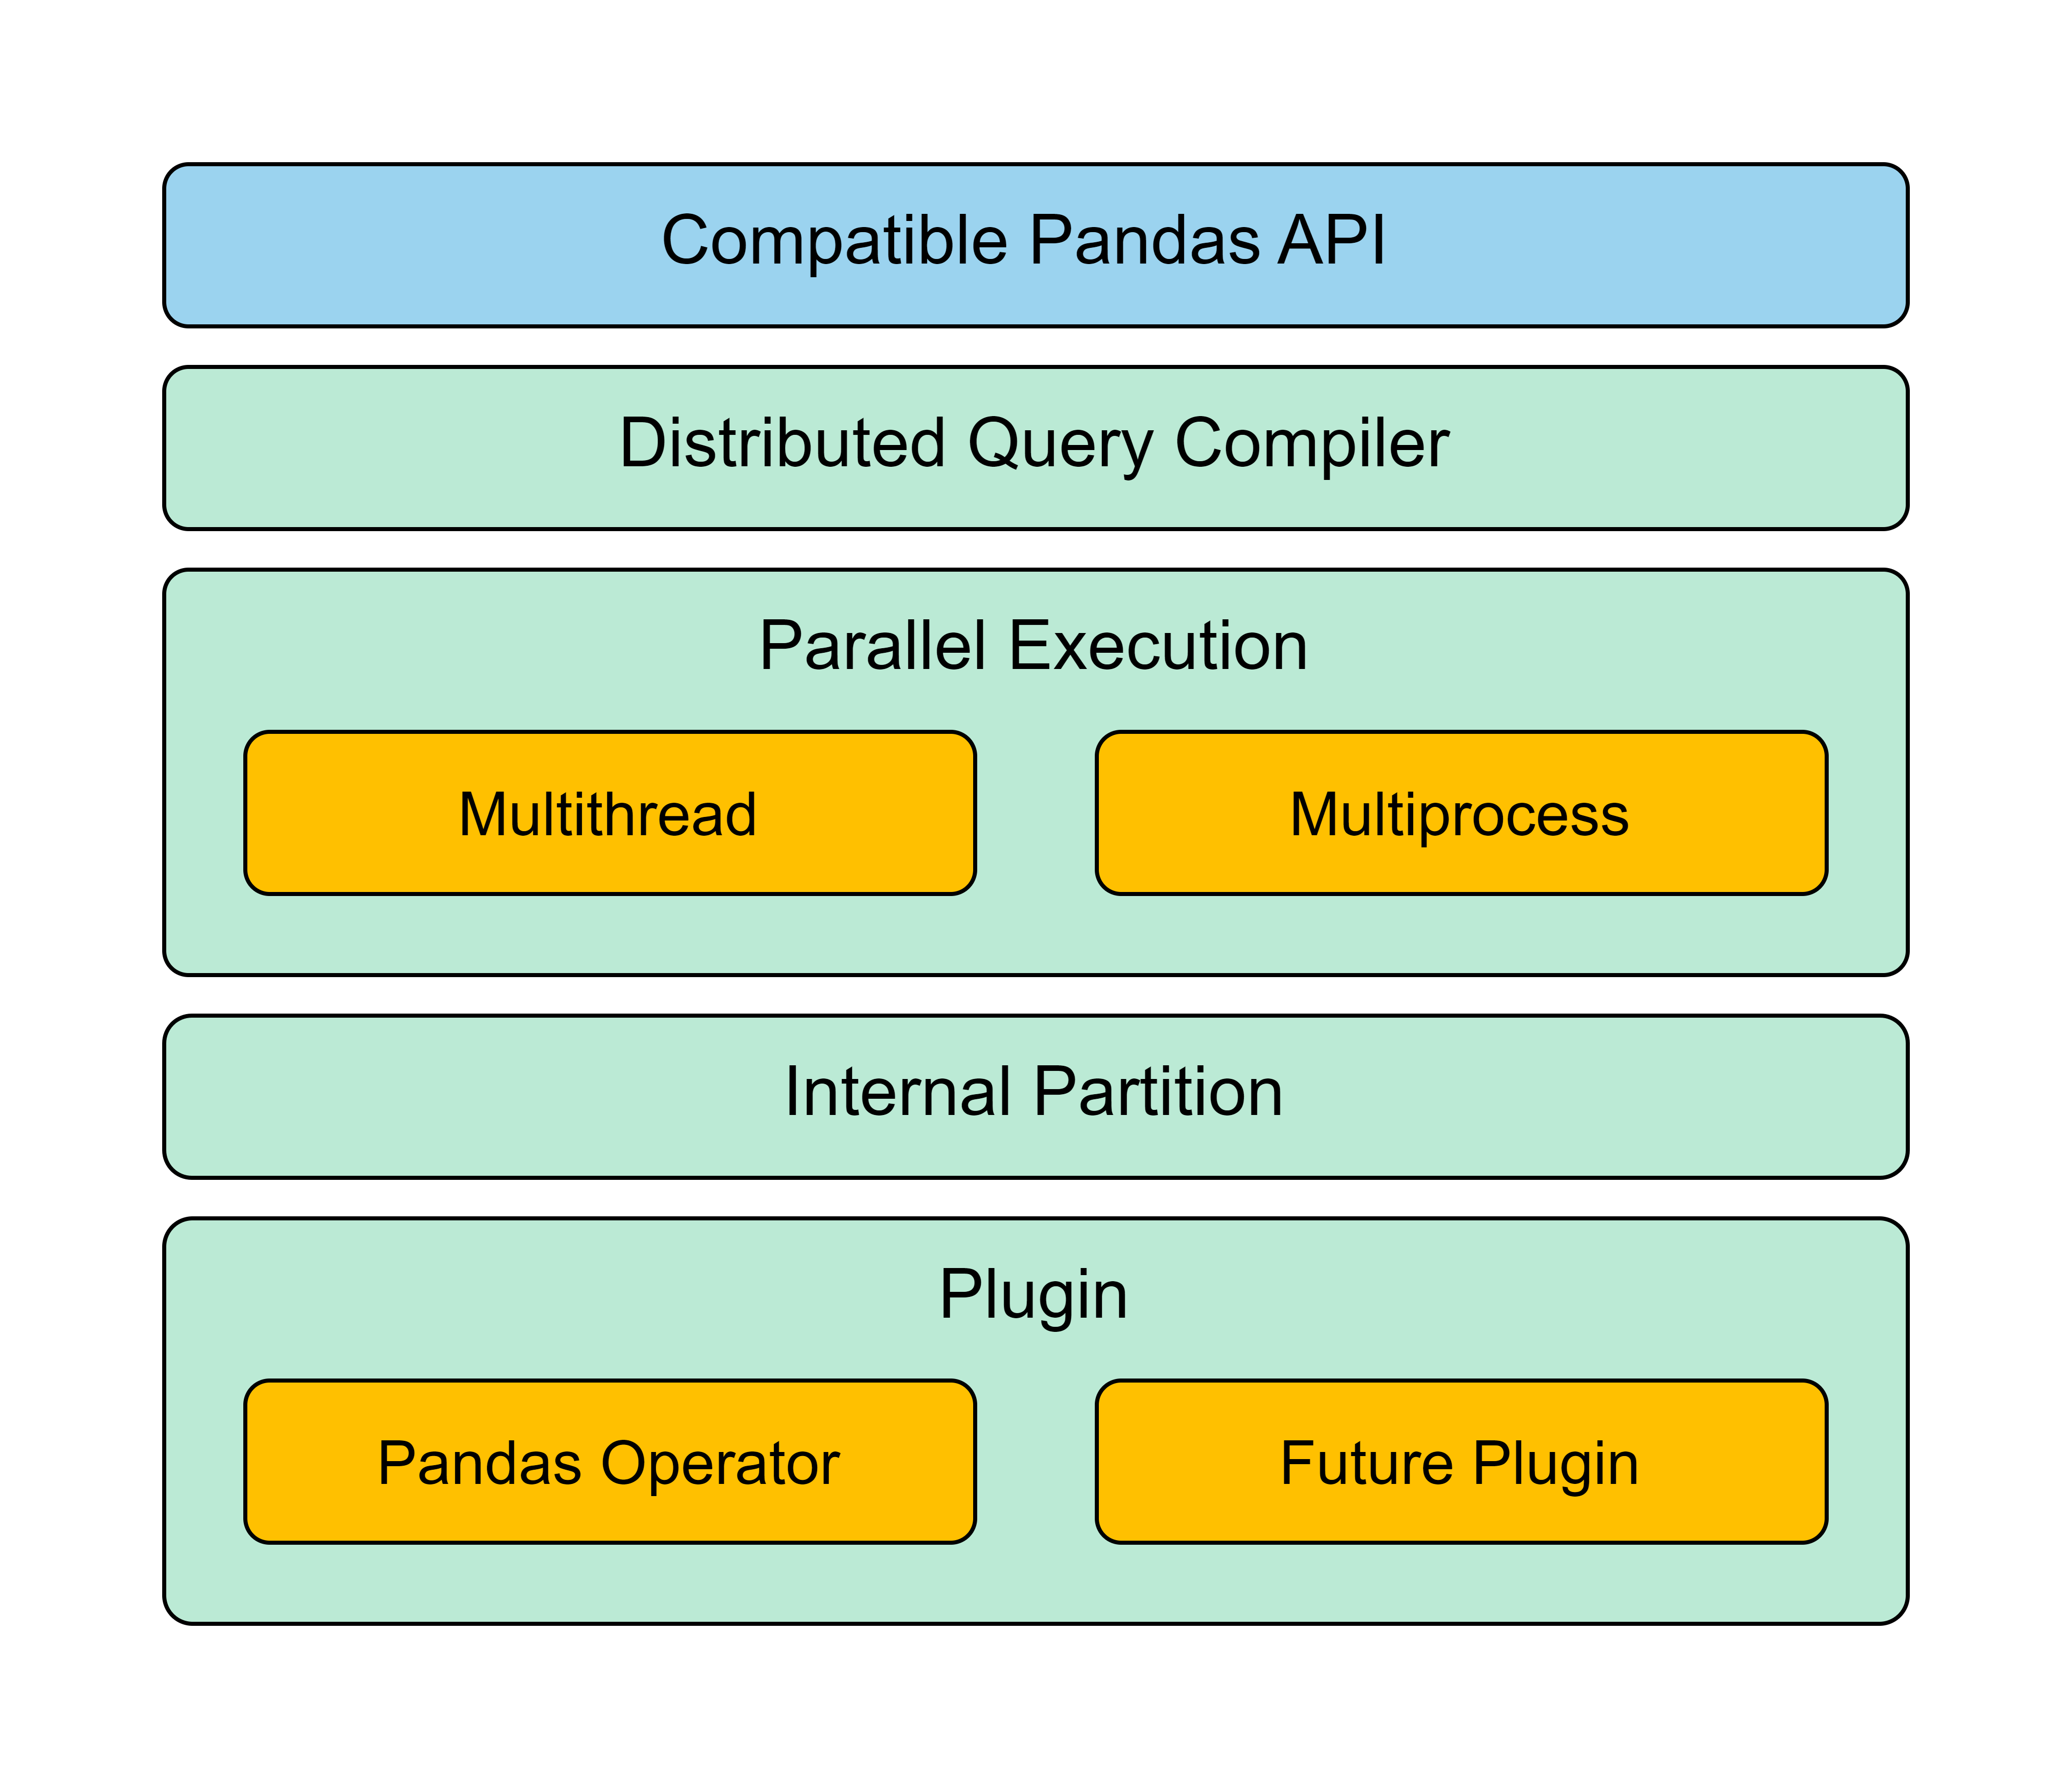 Compatible Pandas API
Distributed Query Compiler
Parallel Execution
Multithread
Multiprocess
Internal Partition
Plugin
Pandas Operator
Future Plugin